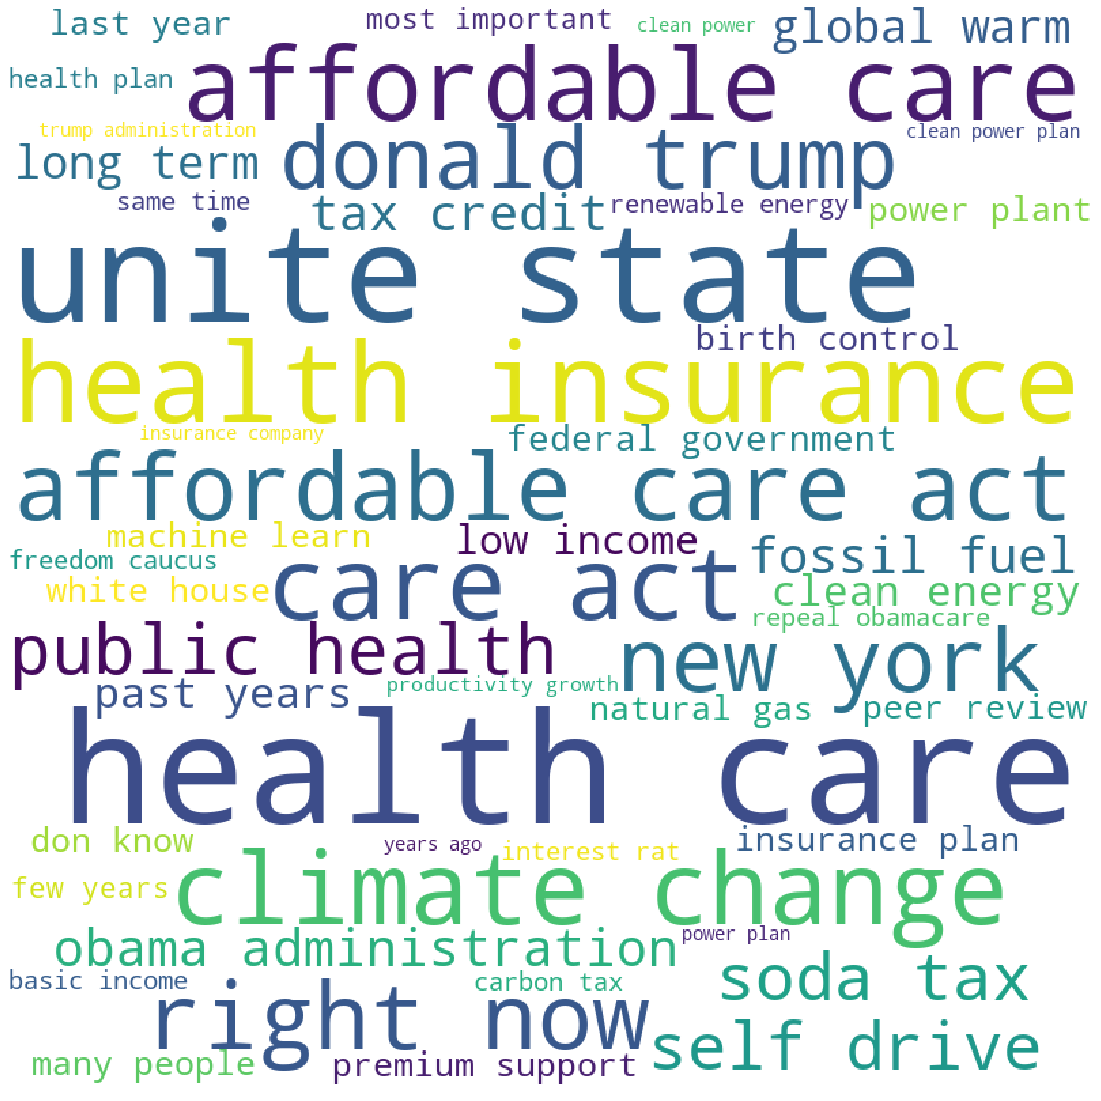 last year
most important
clean power
global warm
health plan
affordable care
trump administration
donald trump
clean power plan
long term
same time
tax credit
renewable energy
power plant
unite state
birth control
health insurance
insurance company
federal government
affordable care act
machine learn
low income
fossil fuel
freedom caucus
white house
care act
clean energy
repeal obamacare
public health
new york
past years
productivity growth
natural gas
peer review
health care
don know
years ago
interest rat
insurance plan
few years
climate change
obama administration
power plan
basic income
right now
carbon tax
soda tax
many people
premium support
self drive